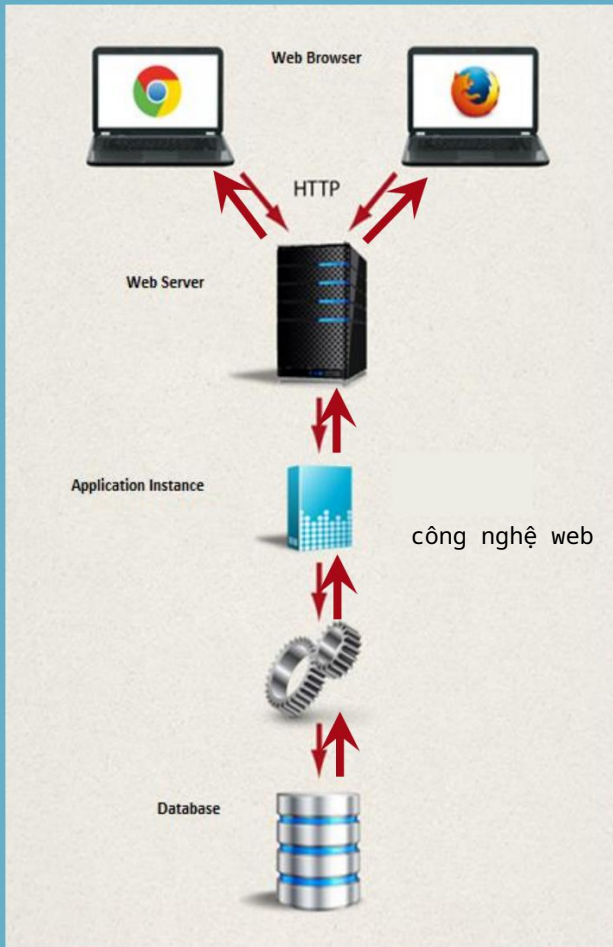 Web Browser
HTTP
Web Server
Application Instance
công nghệ web
Database